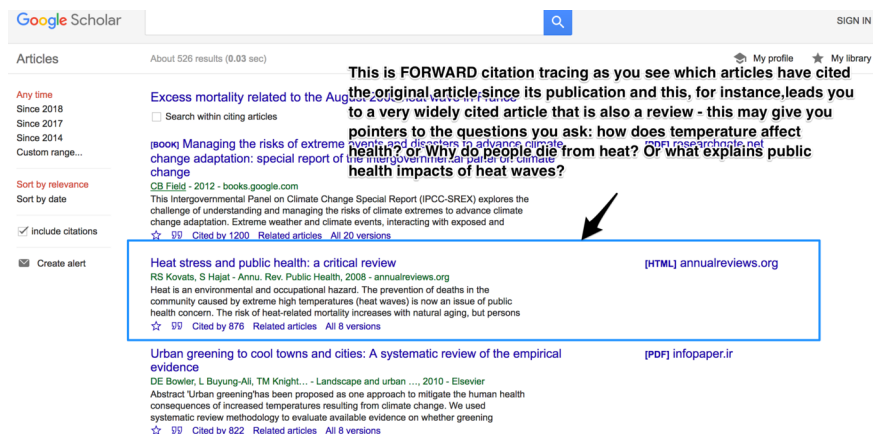 Google Scholar
SIGN IN
Articles
About 526 results (0.03 sec)
My profile
My library
This is FORWARD citation tracing as you see which articles have cited
the original article since its publication and this, for instance,leads you
to a very widely cited article that is also a review - this may give you
pointers to the questions you ask: how does temperature affect
health? or Why do people die from heat? Or what explains public
health impacts of heat waves?
Any time
Since 2018
Since 2017
Since 2014
Custom range...
Sort by relevance
Sort by date
include citations
Create alert
Excess mortality related to the August 2003 heat wave in France
Search within citing articles
[BOOK] Managing the risks of extreme events and disasters to advance climate
[PDF] researchgate.net
change adaptation: special report of the intergovernmental panel on climate
change
CB Field - 2012 - books.google.com
This Intergovernmental Panel on Climate Change Special Report (IPCC-SREX) explores the
challenge of understanding and managing the risks of climate extremes to advance climate
change adaptation. Extreme weather and climate events, interacting with exposed and
Cited by 1200 Related articles All 20 versions
Heat stress and public health: a critical review
[HTML] annualreviews.org
RS Kovats, S Hajat - Annu. Rev. Public Health, 2008 - annualreviews.org
Heat is an environmental and occupational hazard. The prevention of deaths in the
community caused by extreme high temperatures (heat waves) is now an issue of public
health concern. The risk of heat-related mortality increases with natural aging, but persons
Cited by 876 Related articles All 8 versions
Urban greening to cool towns and cities: A systematic review of the empirical
[PDF] infopaper.ir
evidence
DE Bowler, L Buyung-Ali, TM Knight... - Landscape and urban ..., 2010 - Elsevier
Abstract 'Urban greening'has been proposed as one approach to mitigate the human health
consequences of increased temperatures resulting from climate change. We used
systematic review methodology to evaluate available evidence on whether greening
Cited by 822 Related articles All 8 versions